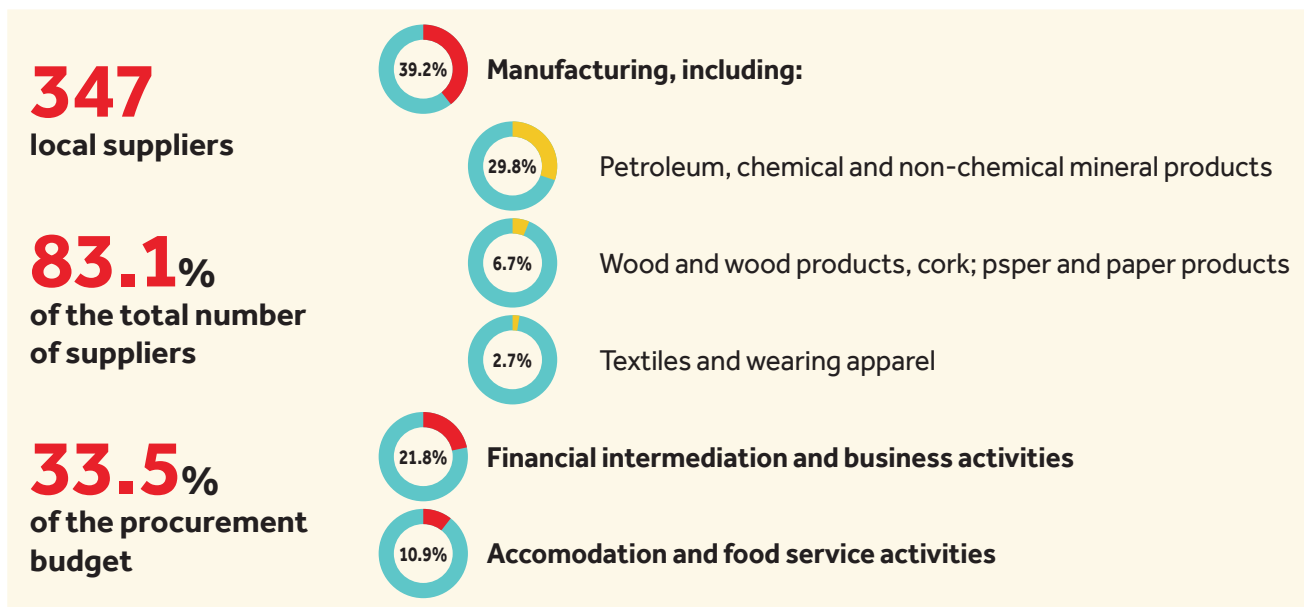 347
local suppliers
83.1%
of the total number
of suppliers
33.5%
of the procurement
budget
39.2% Manufacturing, including:
29.8% Petroleum, chemical and non-chemical mineral products
6.7% Wood and wood products, cork; psper and paper products
2.7% Textiles and wearing apparel
21.8% Financial intermediation and business activities
10.9% Accomodation and food service activities